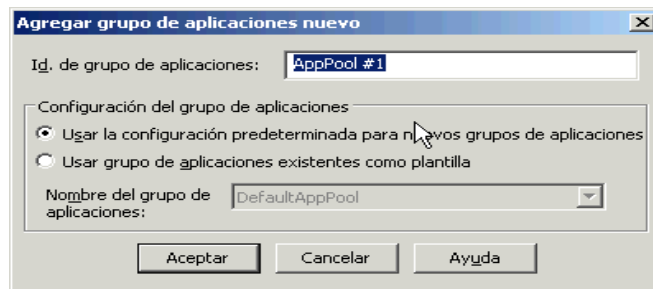 Agregar grupo de aplicaciones nuevo
Id. de grupo de aplicaciones: AppPool #1
Configuración del grupo de aplicaciones
Usar la configuración predeterminada para nuevos grupos de aplicaciones
Usar grupo de aplicaciones existentes como plantilla
Nombre del grupo de
aplicaciones: DefaultAppPool
Aceptar Cancelar Ayuda